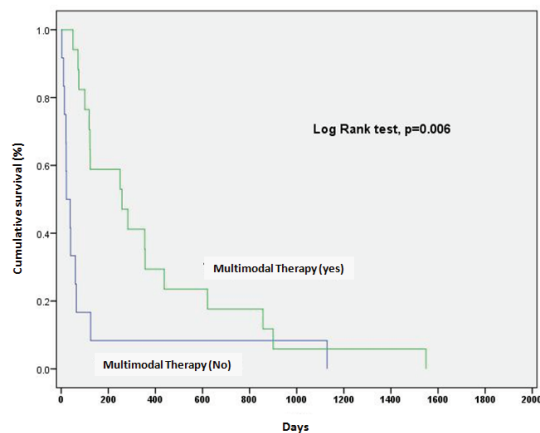 1.0
0.8
0.6
0.4
0.2
0.0
Cumulative survival (%)
Log Rank test, p=0.006
Multimodal Therapy (yes)
Multimodal Therapy (No)
0 200 400 600 800 1000 1200 1400 1600 1800 2000
Days